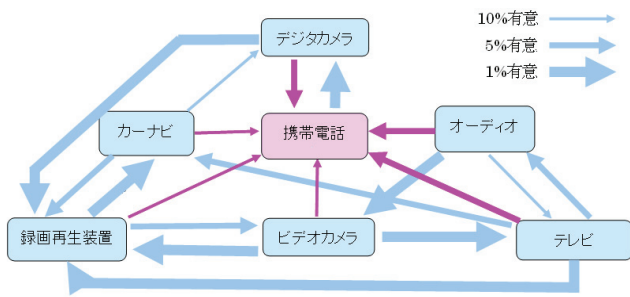 デジタカメラ
10%有意
5%有意
1%有意
カーナビ
携帯電話
オーディオ
録画再生装置
ビデオカメラ
テレビ